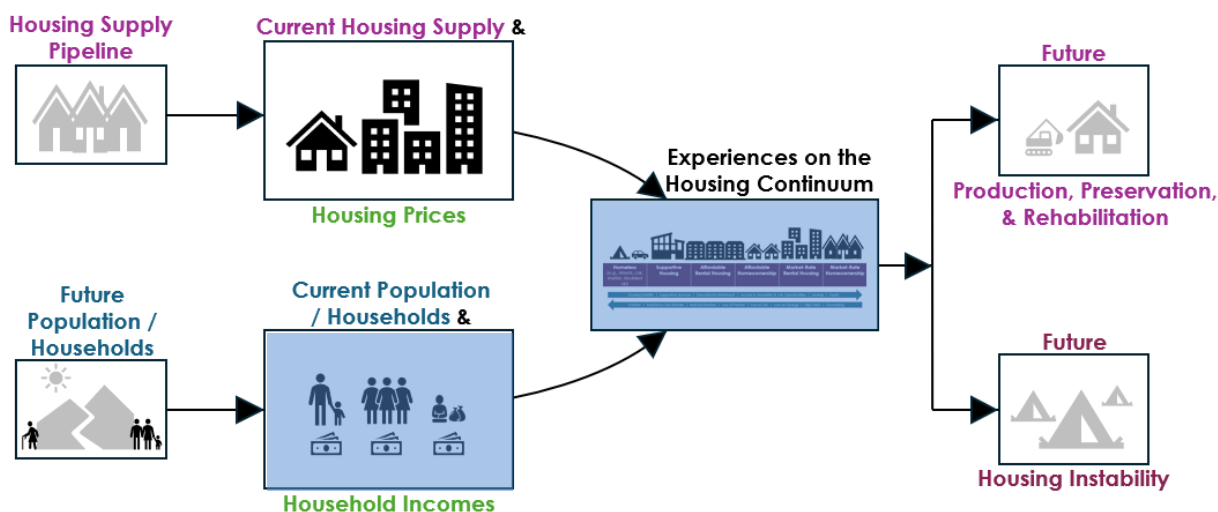 Housing Supply
Pipeline
Current Housing Supply &
Housing Prices
Future
Population /
Households
Current Population
/ Households &
Household Incomes
Experiences on the
Housing Continuum
Homeless
Supportive
Housing
Affordable
Rental Housing
Affordable
Homeownership
Market Rate
Rental Housing
Market Rate
Homeownership
Future
Production, Preservation,
& Rehabilitation
Future
Housing Instability